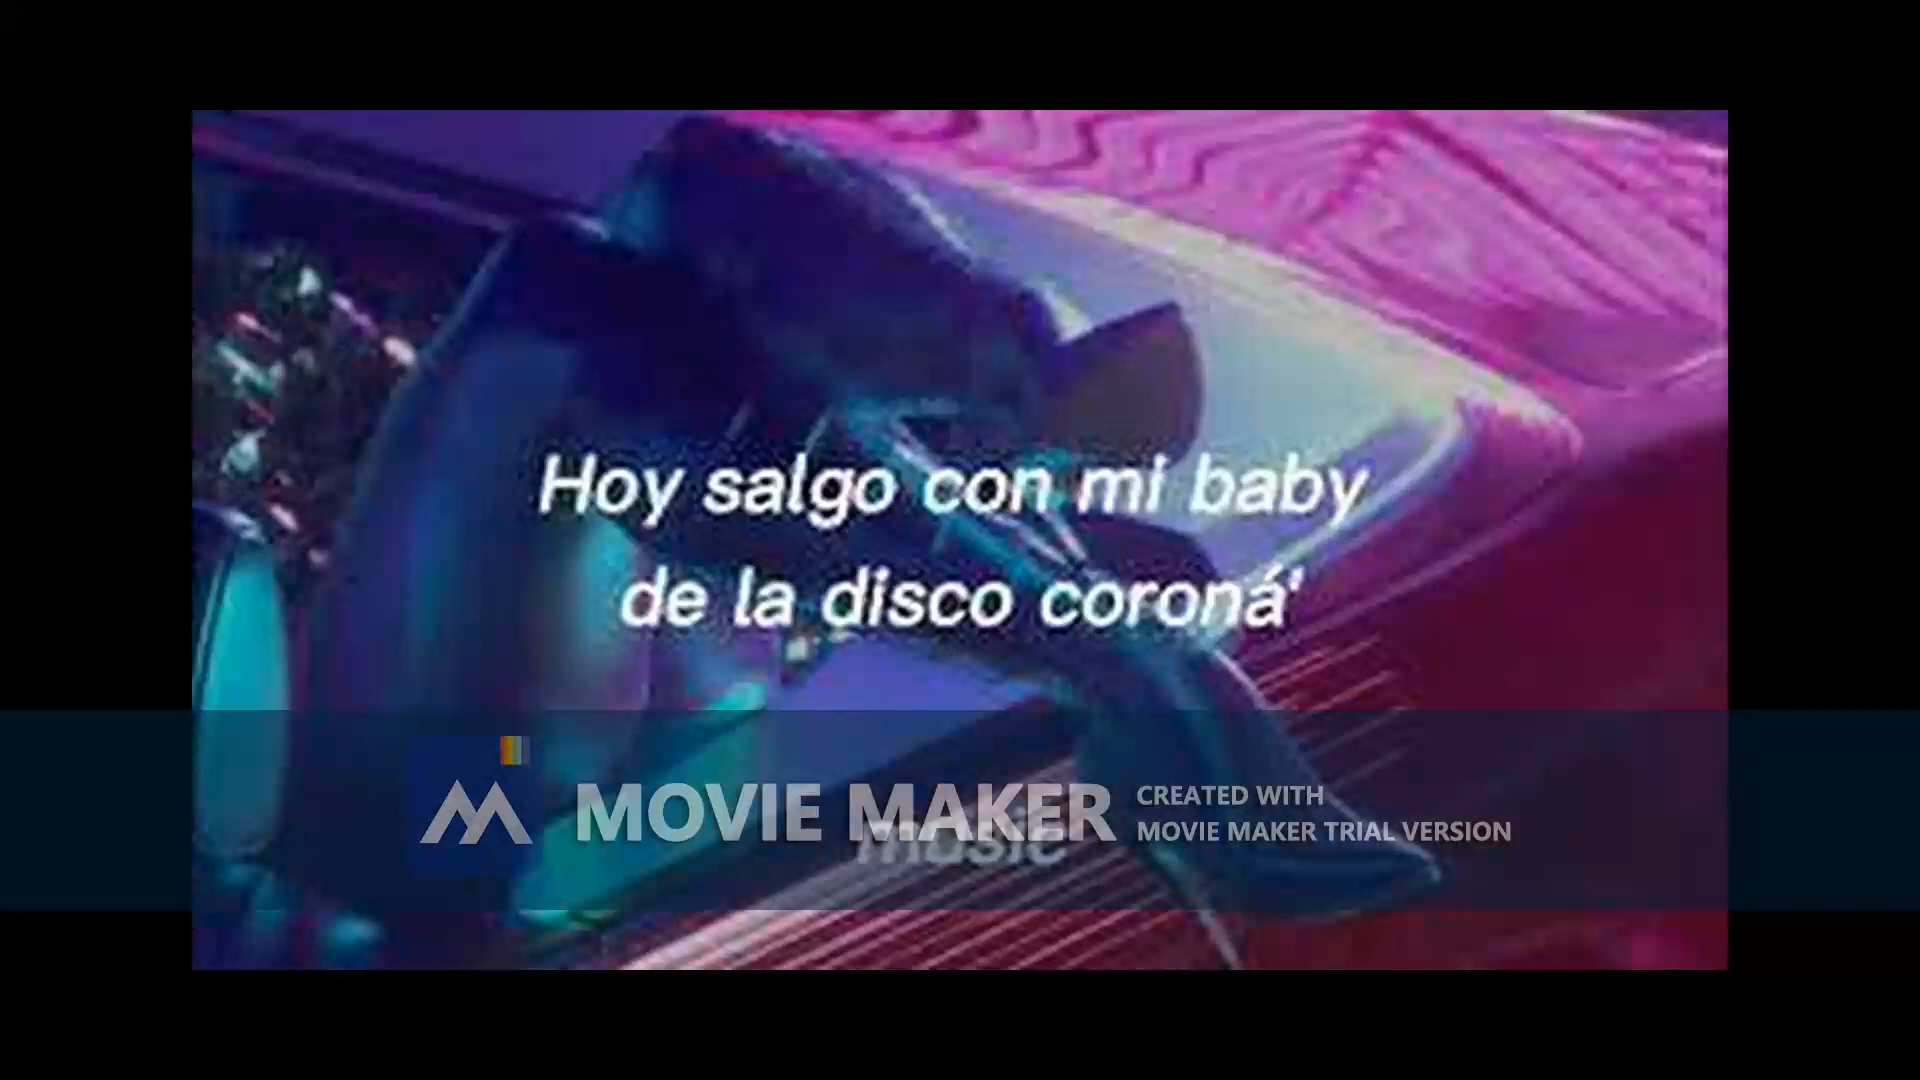 Hoy salgo con mi baby
de la disco coroná'
MOVIE MAKER
CREATED WITH
MOVIE MAKER TRIAL VERSION
music